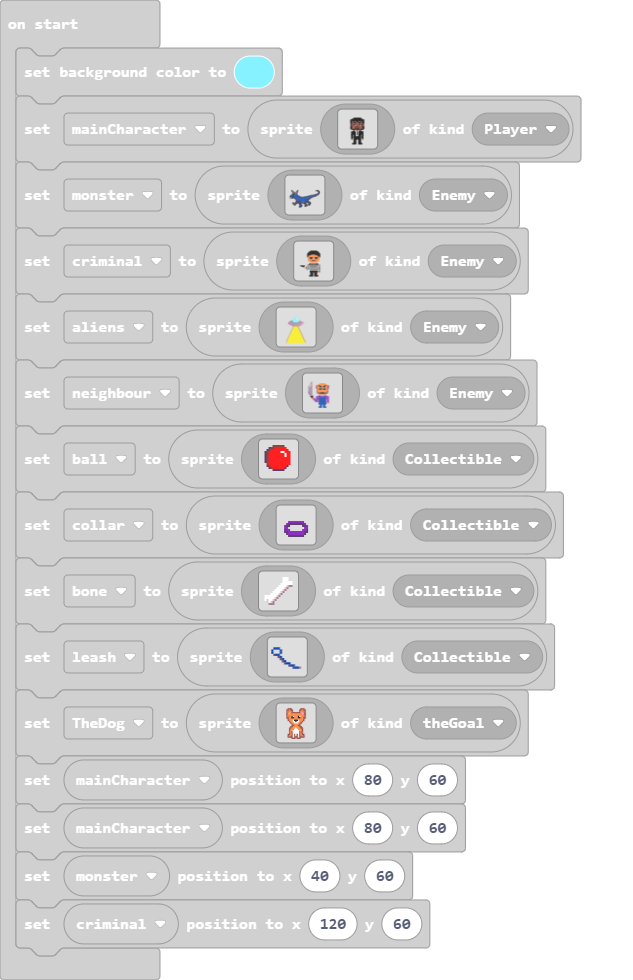 on start
set background color to
set mainCharacter to sprite of kind Player
set monster to sprite of kind Enemy
set criminal to sprite of kind Enemy
set aliens to sprite of kind Enemy
set neighbour to sprite of kind Enemy
set ball to sprite of kind Collectible
set collar to sprite of kind Collectible
set bone to sprite of kind Collectible
set leash to sprite of kind Collectible
set TheDog to sprite of kind theGoal
set mainCharacter position to x 80 y 60
set mainCharacter position to x 80 y 60
set monster position to x 40 y 60
set criminal position to x 120 y 60